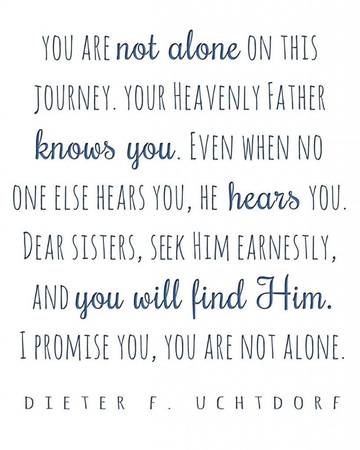 YOU ARE not alone ON THIS
JOURNEY. YOUR HEAVENLY FATHER
knows you. EVEN WHEN NO
ONE ELSE HEARS YOU, HE hears YOU.
DEAR SISTERS, SEEK HIM EARNESTLY,
AND you will find Him.
I PROMISE YOU, YOU ARE NOT ALONE.
DIETER F. UCHTDORF